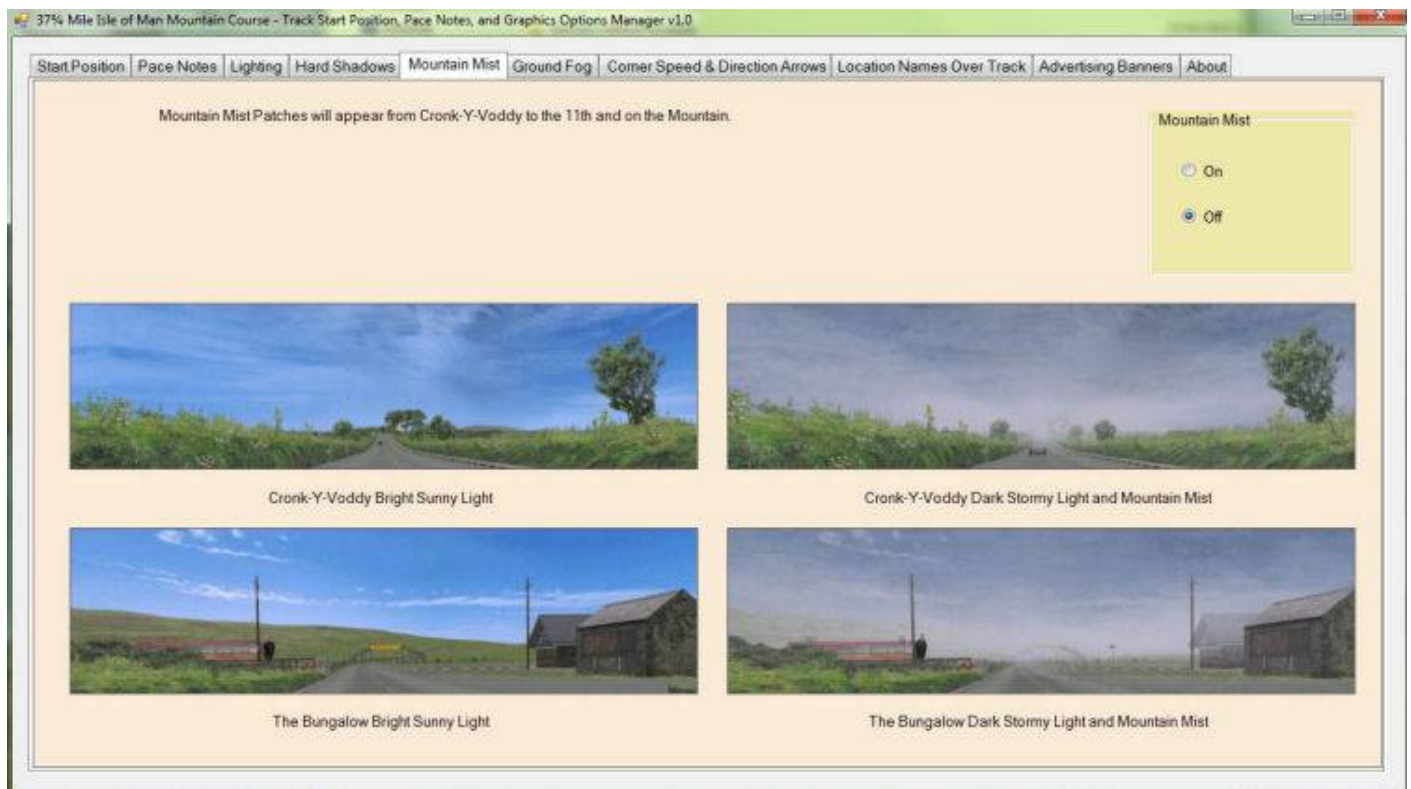 37¾ Mile Isle of Man Mountain Course - Track Start Position, Pace Notes, and Graphics Options Manager v1.0
Start Position Pace Notes Lighting Hard Shadows Mountain Mist Ground Fog Corner Speed & Direction Arrows Location Names Over Track Advertising Banners About
Mountain Mist Patches will appear from Cronk-Y-Voddy to the 11th and on the Mountain.
Mountain Mist
On
Off
Cronk-Y-Voddy Bright Sunny Light
Cronk-Y-Voddy Dark Stormy Light and Mountain Mist
The Bungalow Bright Sunny Light
The Bungalow Dark Stormy Light and Mountain Mist